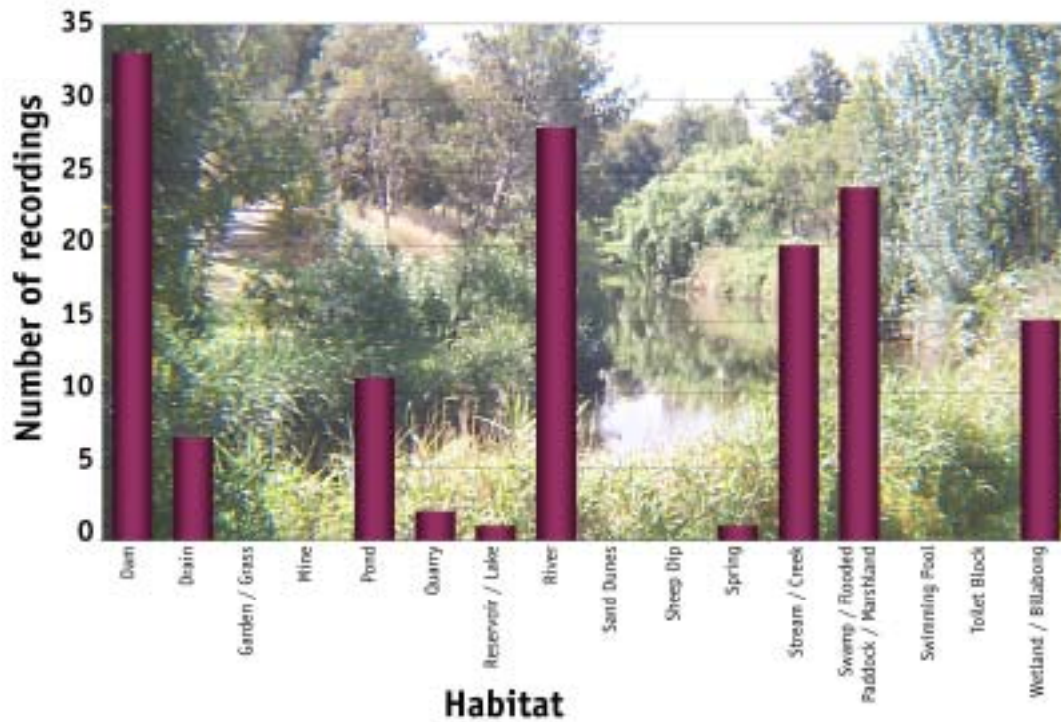 35
30
25
20
15
10
5
0
Number of recordings
Dam
Drain
Garden / Grass
Mine
Pond
Quarry
Reservoir / Lake
River
Sand Dunes
Sheep Dip
Spring
Stream / Creek
Swamp / Flooded
Paddock / Marshland
Swimming Pool
Toilet Block
Wetland / Billabong
Habitat